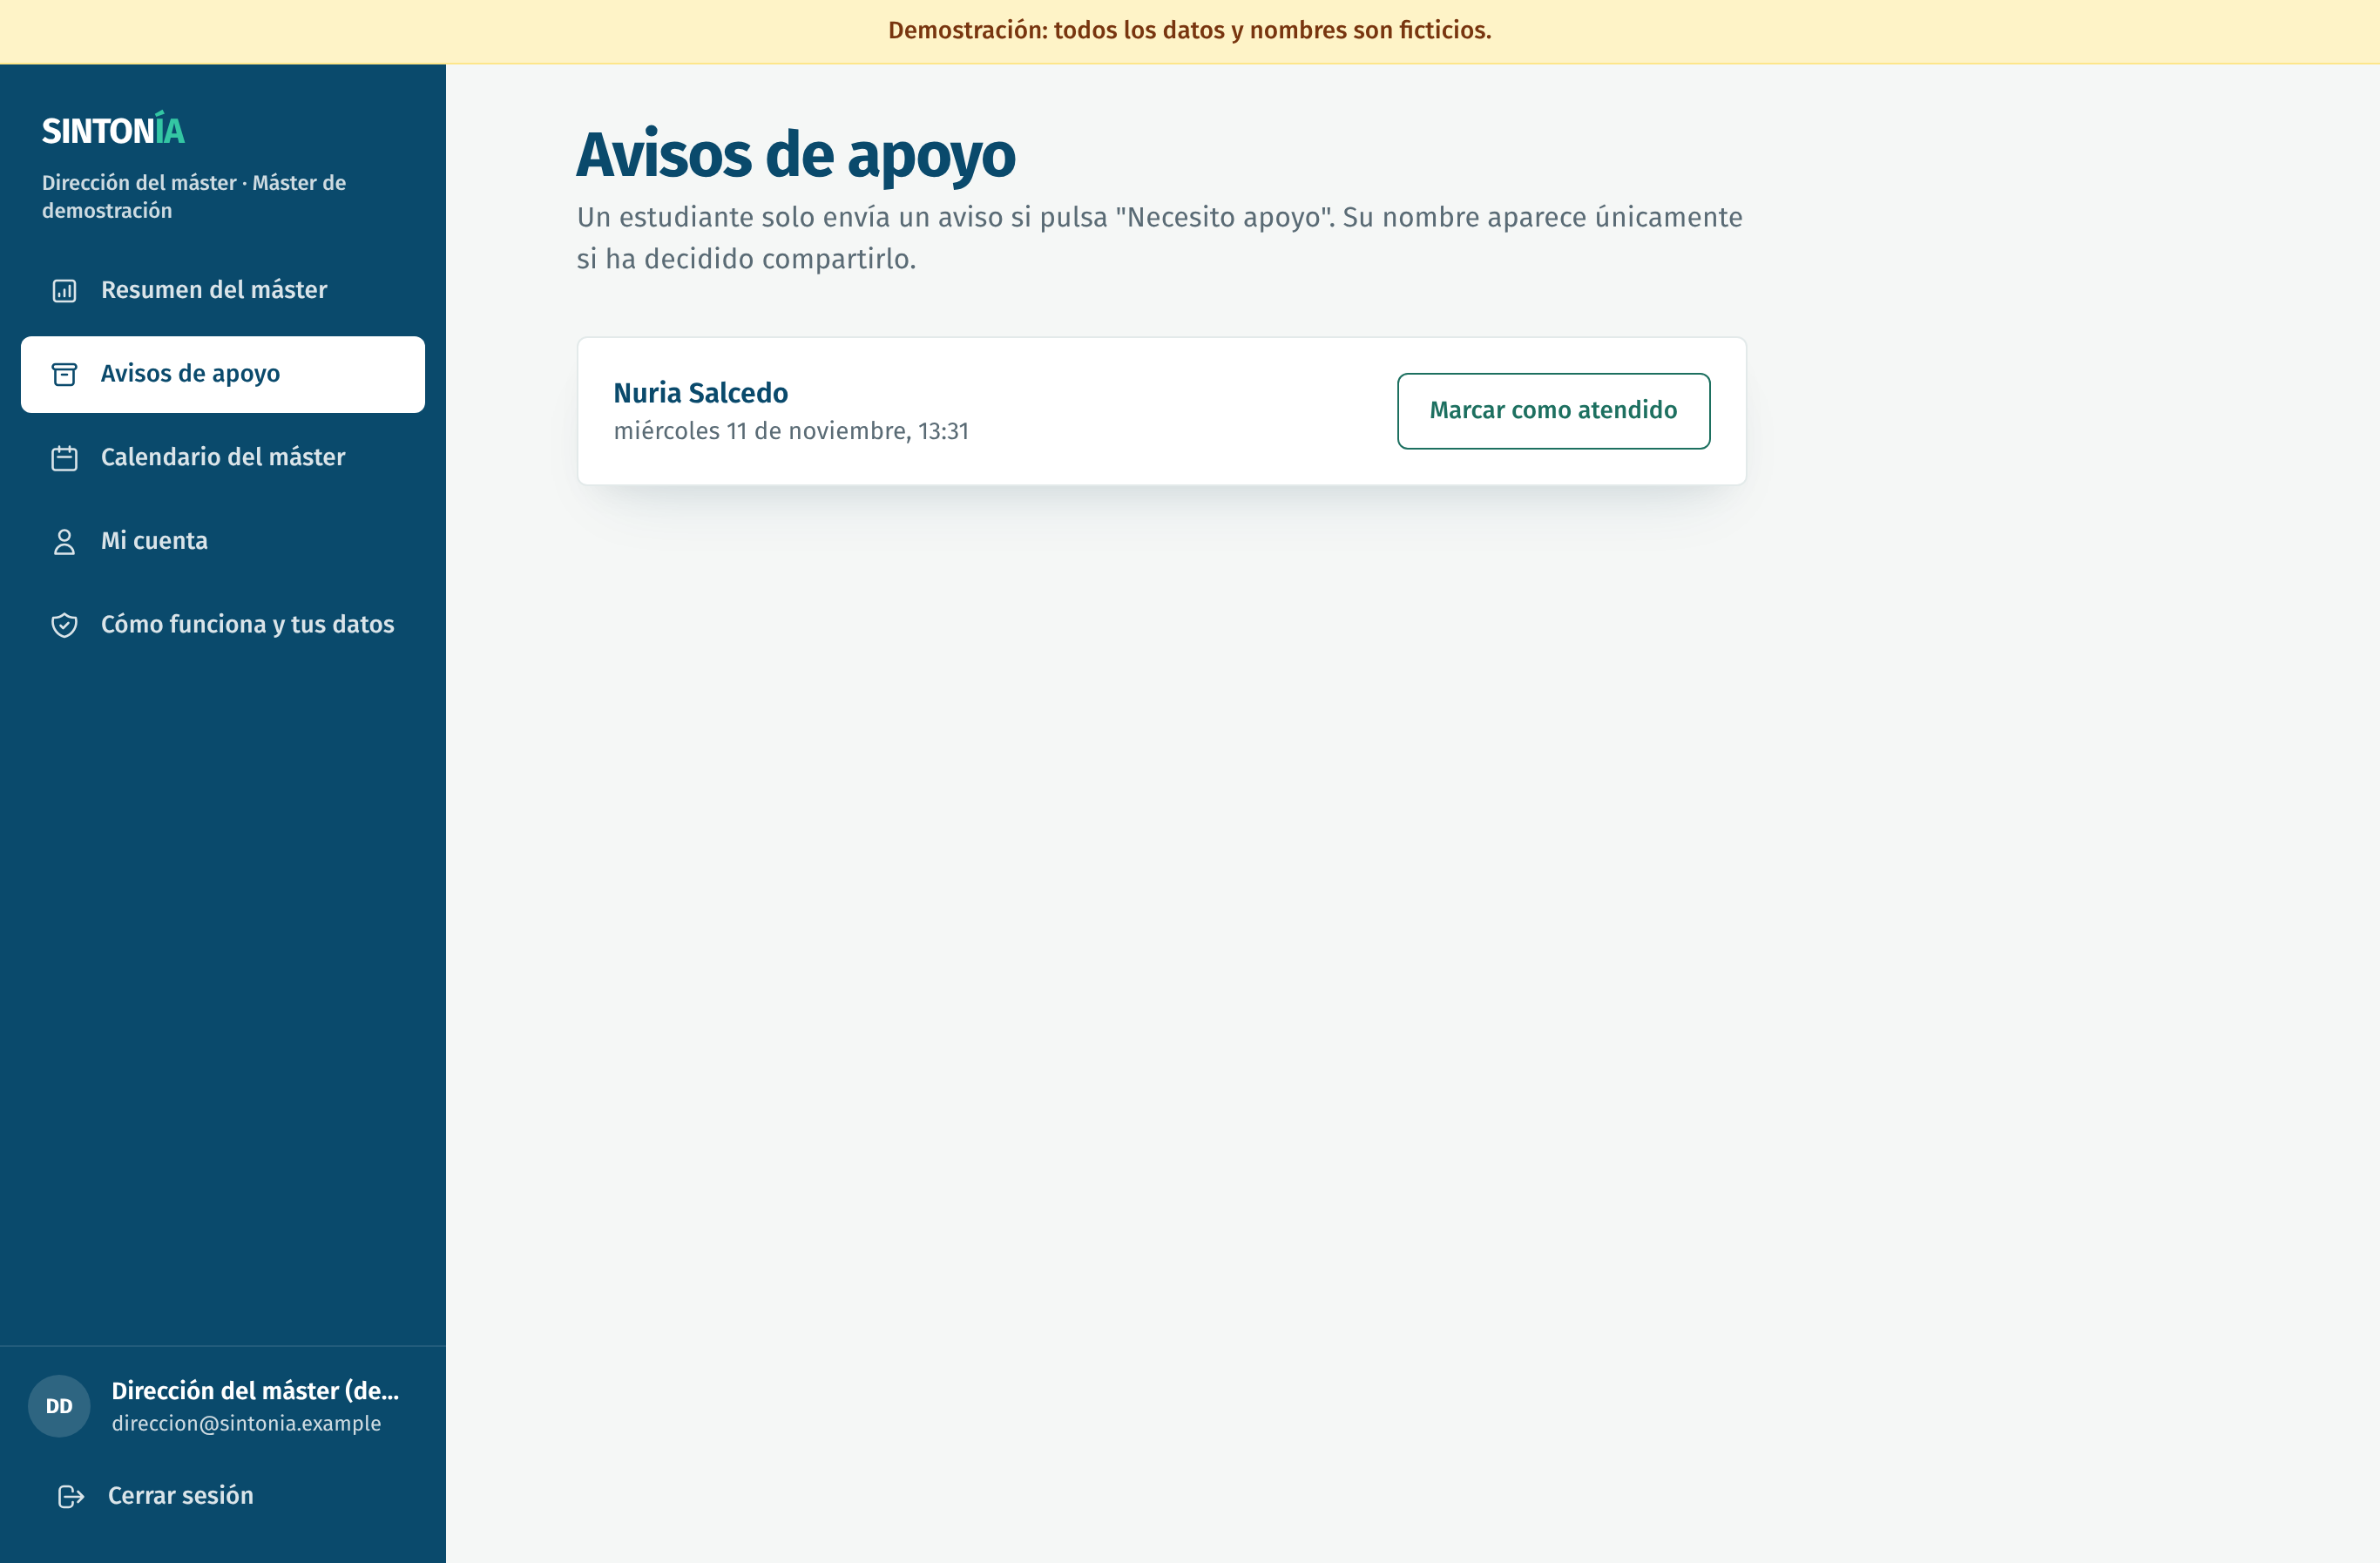 Demostración: todos los datos y nombres son ficticios.
SINTONÍA
Dirección del máster · Máster de
demostración
Resumen del máster
Avisos de apoyo
Calendario del máster
Mi cuenta
Cómo funciona y tus datos
DD
Dirección del máster (de...
direccion@sintonia.example
Cerrar sesión
Avisos de apoyo
Un estudiante solo envía un aviso si pulsa "Necesito apoyo". Su nombre aparece únicamente
si ha decidido compartirlo.
Nuria Salcedo
miércoles 11 de noviembre, 13:31
Marcar como atendido